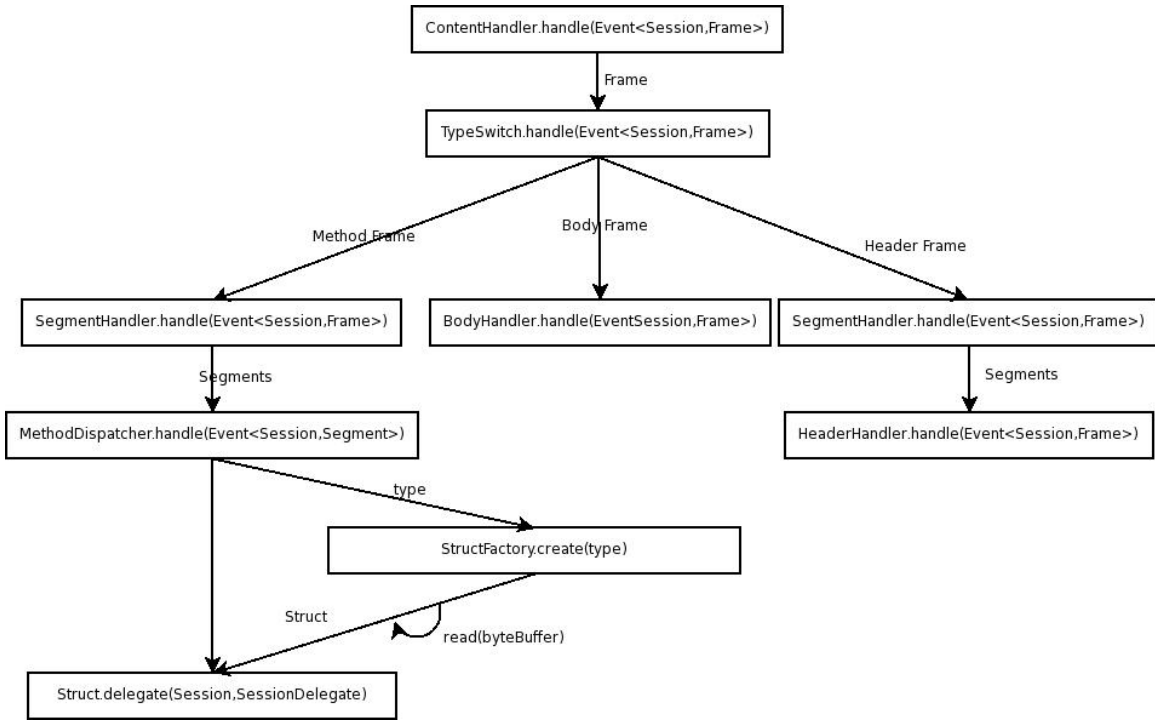 ContentHandler.handle(Event<Session,Frame>)
Frame
TypeSwitch.handle(Event<Session,Frame>)
Method Frame
Body Frame
Header Frame
SegmentHandler.handle(Event<Session,Frame>)
BodyHandler.handle(EventSession,Frame>)
SegmentHandler.handle(Event<Session,Frame>)
Segments
Segments
MethodDispatcher.handle(Event<Session,Segment>)
HeaderHandler.handle(Event<Session,Frame>)
type
StructFactory.create(type)
Struct
read(byteBuffer)
Struct.delegate(Session,SessionDelegate)